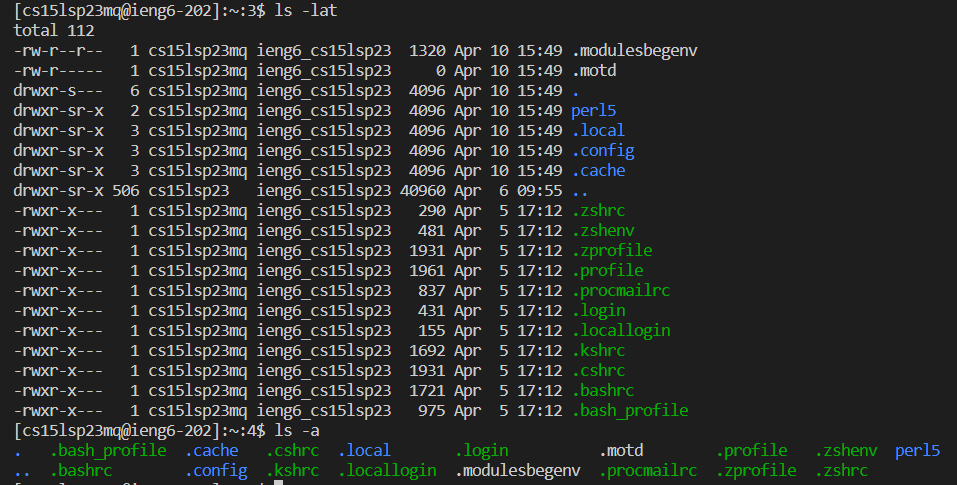 [cs15lsp23mq@ieng6-202]:~:3$ ls -lat
total 112
-rw-r--r--   1 cs15lsp23mq ieng6_cs15lsp23  1320 Apr 10 15:49 .modulesbegenv
-rw-r-----   1 cs15lsp23mq ieng6_cs15lsp23     0 Apr 10 15:49 .motd
drwxr-s---   6 cs15lsp23mq ieng6_cs15lsp23  4096 Apr 10 15:49 .
drwxr-sr-x   2 cs15lsp23mq ieng6_cs15lsp23  4096 Apr 10 15:49 perl5
drwxr-sr-x   3 cs15lsp23mq ieng6_cs15lsp23  4096 Apr 10 15:49 .local
drwxr-sr-x   3 cs15lsp23mq ieng6_cs15lsp23  4096 Apr 10 15:49 .config
drwxr-sr-x   3 cs15lsp23mq ieng6_cs15lsp23  4096 Apr 10 15:49 .cache
drwxr-sr-x 506 cs15lsp23   ieng6_cs15lsp23 40960 Apr  6 09:55 ..
-rwxr-x---   1 cs15lsp23mq ieng6_cs15lsp23   290 Apr  5 17:12 .zshrc
-rwxr-x---   1 cs15lsp23mq ieng6_cs15lsp23   481 Apr  5 17:12 .zshenv
-rwxr-x---   1 cs15lsp23mq ieng6_cs15lsp23  1931 Apr  5 17:12 .zprofile
-rwxr-x---   1 cs15lsp23mq ieng6_cs15lsp23  1961 Apr  5 17:12 .profile
-rwxr-x---   1 cs15lsp23mq ieng6_cs15lsp23   837 Apr  5 17:12 .procmailrc
-rwxr-x---   1 cs15lsp23mq ieng6_cs15lsp23   431 Apr  5 17:12 .login
-rwxr-x---   1 cs15lsp23mq ieng6_cs15lsp23   155 Apr  5 17:12 .locallogin
-rwxr-x---   1 cs15lsp23mq ieng6_cs15lsp23  1692 Apr  5 17:12 .kshrc
-rwxr-x---   1 cs15lsp23mq ieng6_cs15lsp23  1931 Apr  5 17:12 .cshrc
-rwxr-x---   1 cs15lsp23mq ieng6_cs15lsp23  1721 Apr  5 17:12 .bashrc
-rwxr-x---   1 cs15lsp23mq ieng6_cs15lsp23   975 Apr  5 17:12 .bash_profile
[cs15lsp23mq@ieng6-202]:~:4$ ls -a
.   .bash_profile  .cache   .cshrc  .local       .login          .motd        .profile   .zshenv  perl5
..  .bashrc        .config  .kshrc  .locallogin  .modulesbegenv  .procmailrc  .zprofile  .zshrc